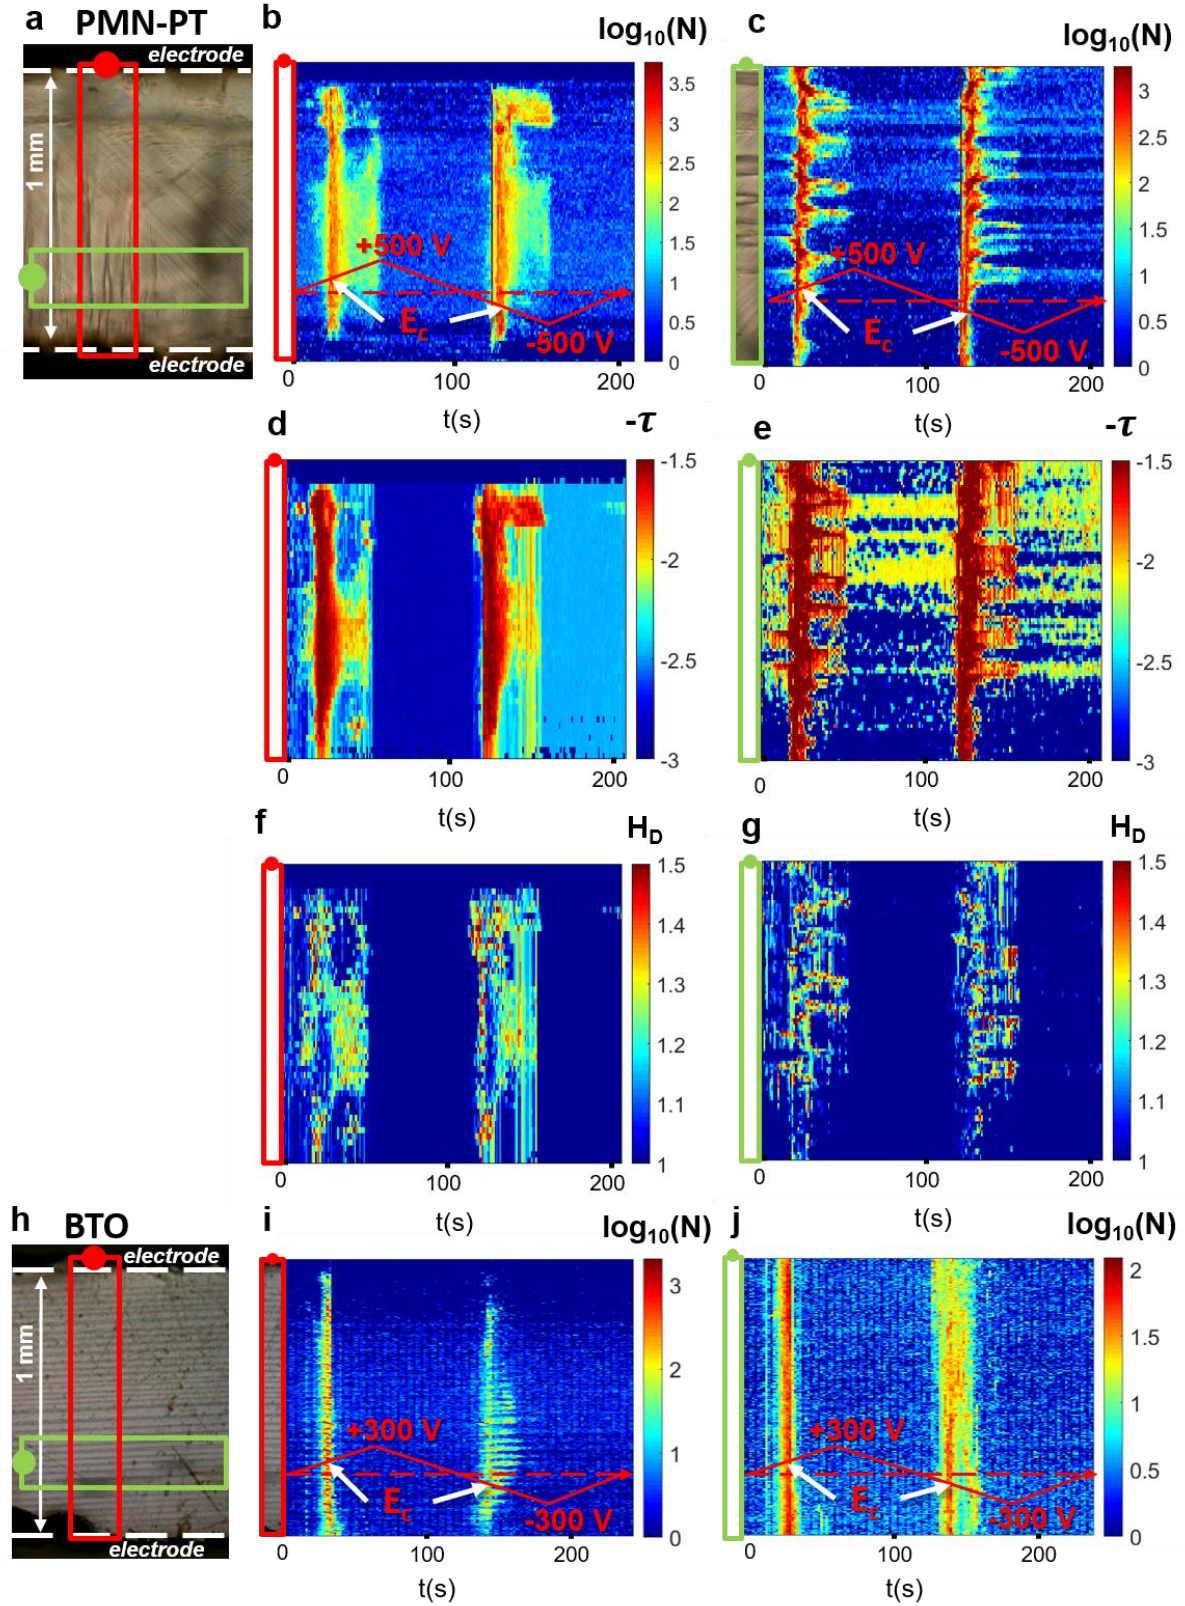 a PMN-PT
electrode
1 mm
electrode
b log₁₀(N)
3.5
3
2.5
2
1.5
1
0.5
0
+500 V
E_C
-500 V
0 100 200
t(s)
c log₁₀(N)
3
2.5
2
1.5
1
0.5
0
+500 V
E_C
-500 V
0 100 200
t(s)
d -τ
-1.5
-2
-2.5
-3
0 100 200
t(s)
e -τ
-1.5
-2
-2.5
-3
0 100 200
t(s)
f H_D
1.5
1.4
1.3
1.2
1.1
1
0 100 200
t(s)
g H_D
1.5
1.4
1.3
1.2
1.1
1
0 100 200
t(s)
h BTO
electrode
1 mm
electrode
i log₁₀(N)
3
2
1
0
+300 V
E_C
-300 V
0 100 200
t(s)
j log₁₀(N)
2
1.5
1
0.5
0
+300 V
E_C
-300 V
0 100 200
t(s)